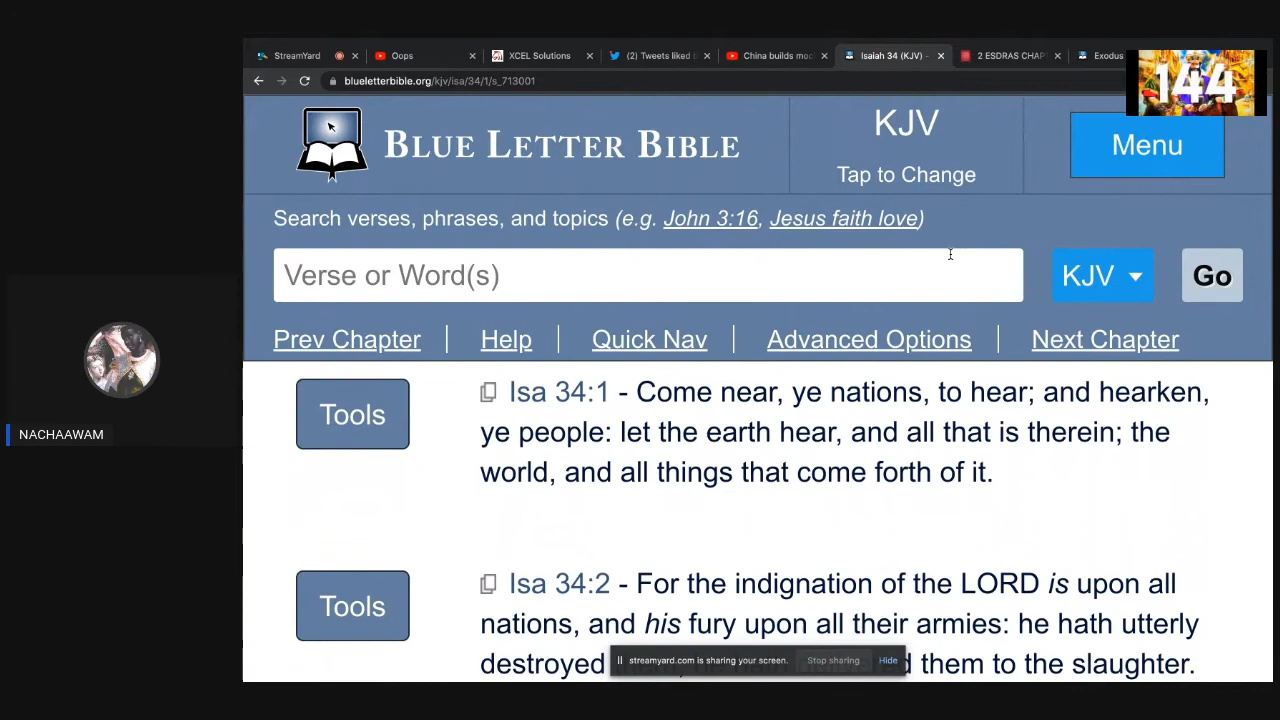 StreamYard
Oops
XCEL Solutions
(2) Tweets liked
China builds moc
Isaiah 34 (KJV) -
2 ESDRAS CHAPT
Exodus
144
blueletterbible.org/kjv/isa/34/1/s_713001
BLUE LETTER BIBLE
KJV
Tap to Change
Menu
Search verses, phrases, and topics (e.g. John 3:16, Jesus faith love)
Verse or Word(s)
KJV
Go
Prev Chapter
Help
Quick Nav
Advanced Options
Next Chapter
Tools
Isa 34:1 - Come near, ye nations, to hear; and hearken,
ye people: let the earth hear, and all that is therein; the
world, and all things that come forth of it.
NACHAAWAM
Tools
Isa 34:2 - For the indignation of the LORD is upon all
nations, and his fury upon all their armies: he hath utterly
destroyed d them to the slaughter.
streamyard.com is sharing your screen.
Stop sharing
Hide